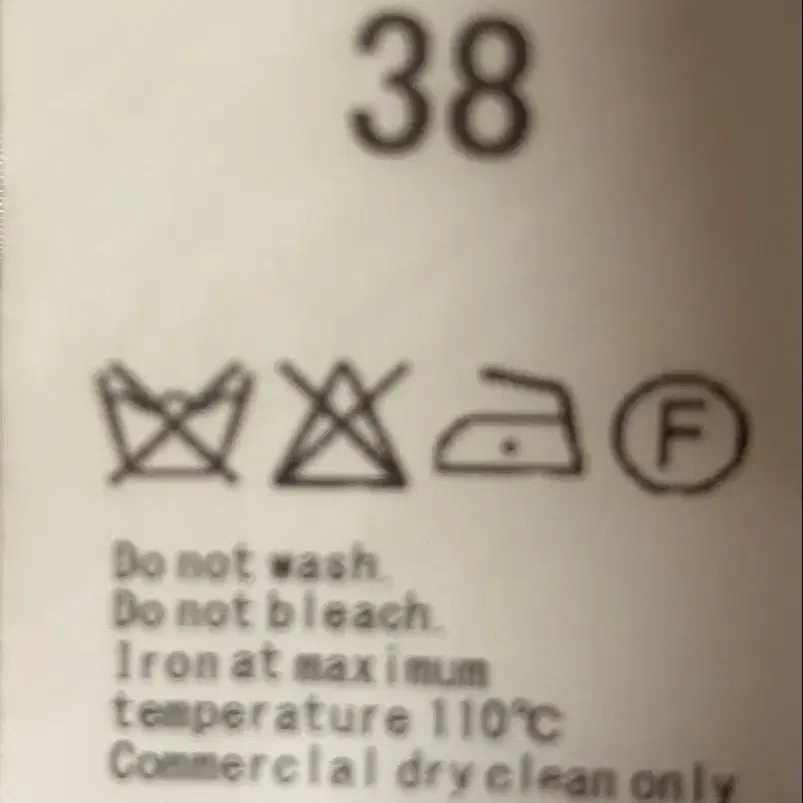 38
F
Do not wash.
Do not bleach.
Iron at maximum
temperature 110℃
Commercial dry clean only